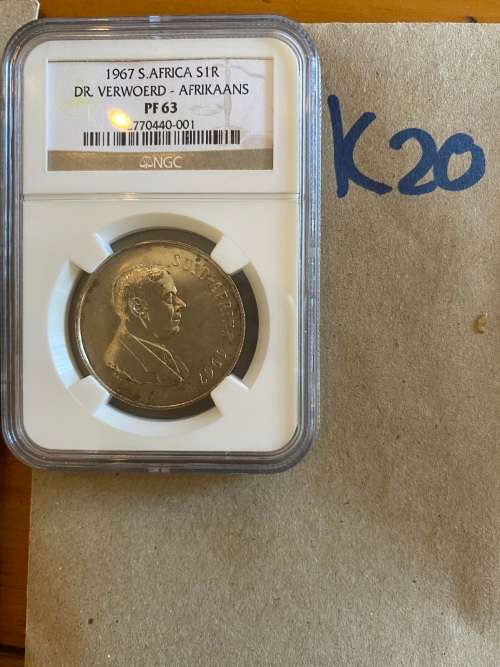 1967 S.AFRICA S1R
DR. VERWOERD - AFRIKAANS
PF 63
770440-001
NGC
K20
SUID-AFRIKA 1967